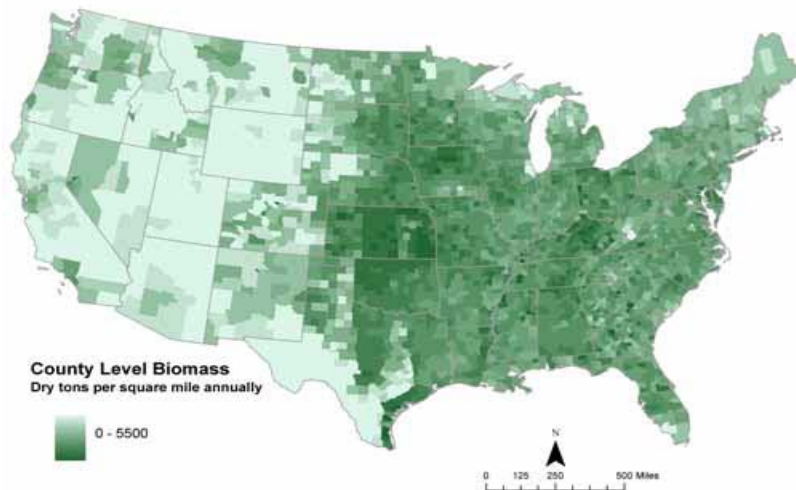 County Level Biomass
Dry tons per square mile annually
0 - 5500
N
0 125 250 500 Miles